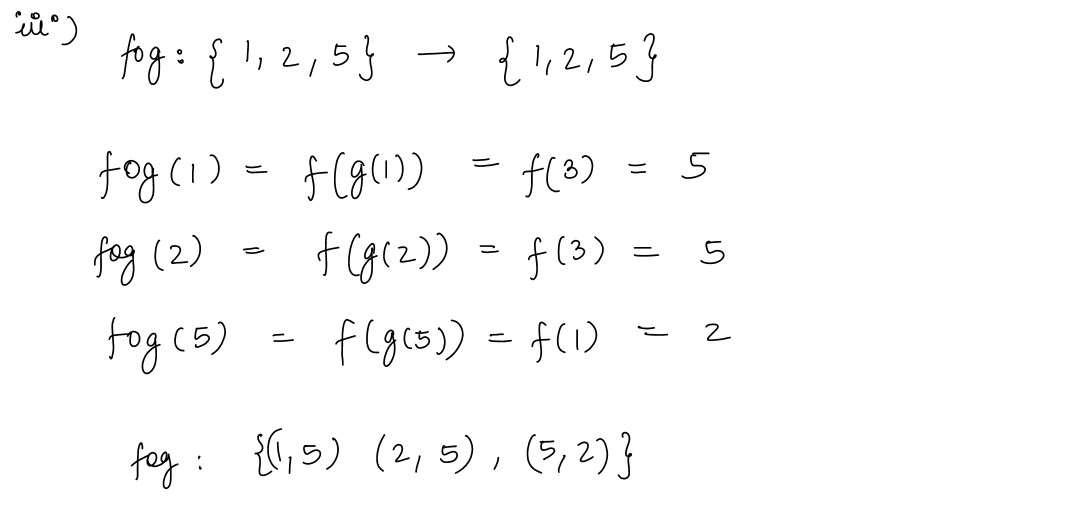 iii°)
fog : { 1, 2, 5 } → { 1, 2, 5 }
fog (1) = f(g(1)) = f(3) = 5
fog (2) = f(g(2)) = f(3) = 5
fog (5) = f(g(5)) = f(1) = 2
fog : {(1, 5) (2, 5) , (5, 2)}